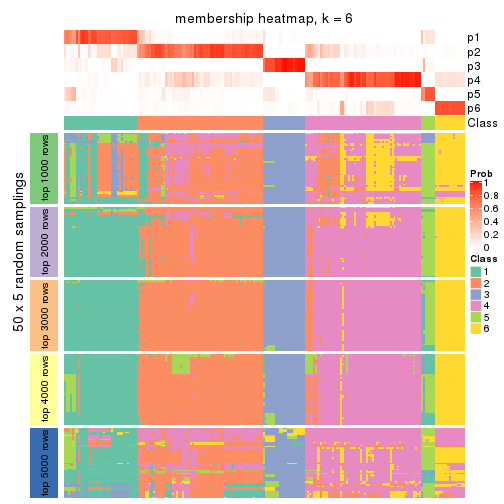 membership heatmap, k = 6
p1
p2
p3
p4
p5
p6
Class
50 x 5 random samplings
top 1000 rows
top 2000 rows
top 3000 rows
top 4000 rows
top 5000 rows
Prob
1
0.8
0.6
0.4
0.2
0
Class
1
2
3
4
5
6